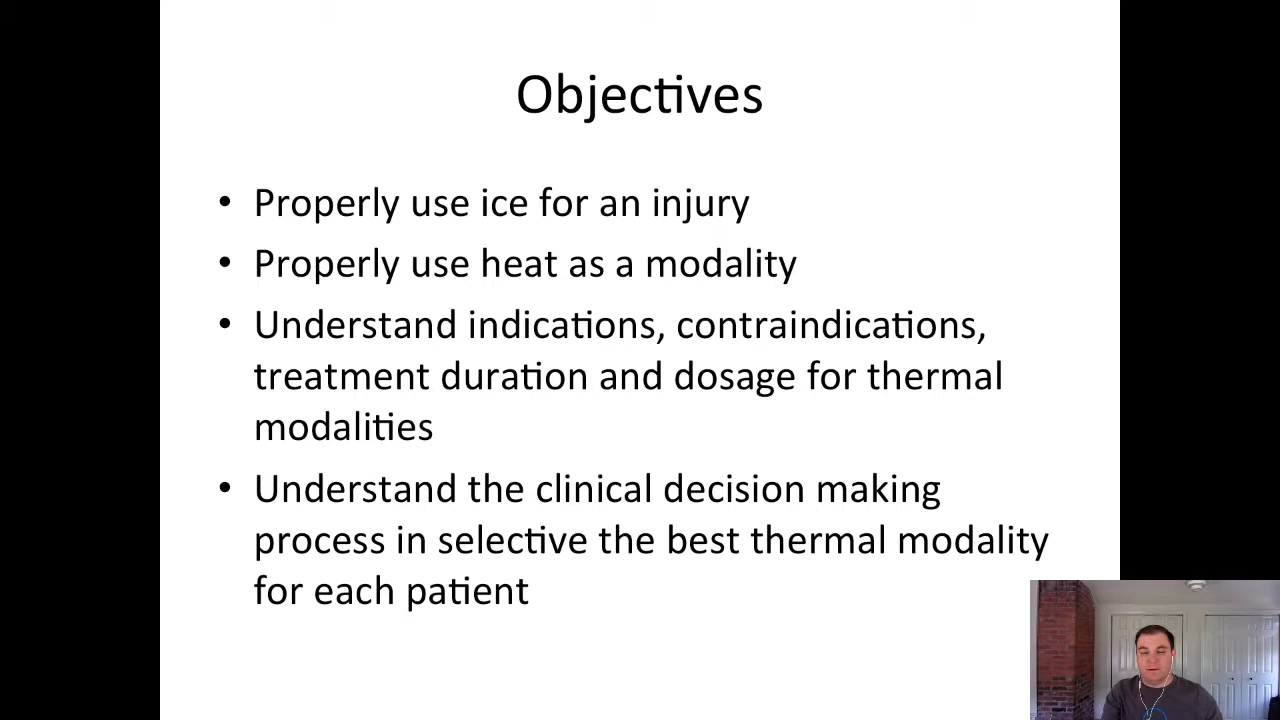 Objectives
• Properly use ice for an injury
• Properly use heat as a modality
• Understand indications, contraindications,
treatment duration and dosage for thermal
modalities
• Understand the clinical decision making
process in selective the best thermal modality
for each patient